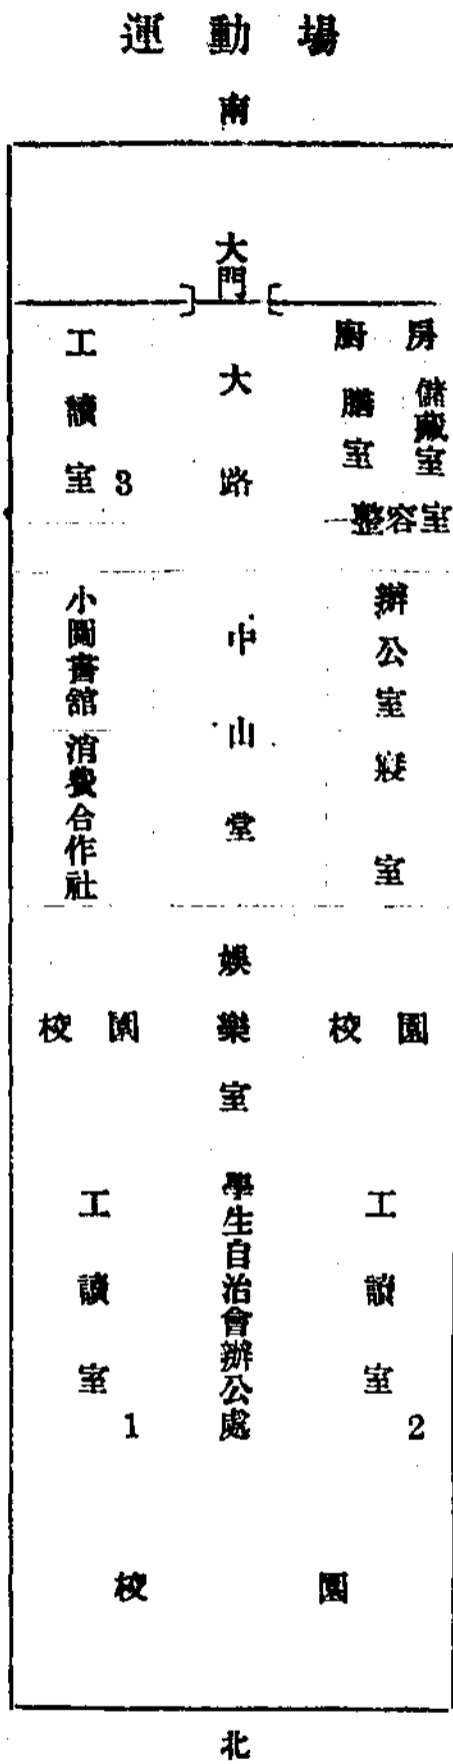 運動場
南
大門
廚房
儲藏室
膳室
整容室
大路
工讀室 3
辦公室
寢室
中山堂
小圖書舘
消費合作社
娛樂室
校園
校園
工讀室 2
學生自治會辦公處
工讀室 1
校園
北